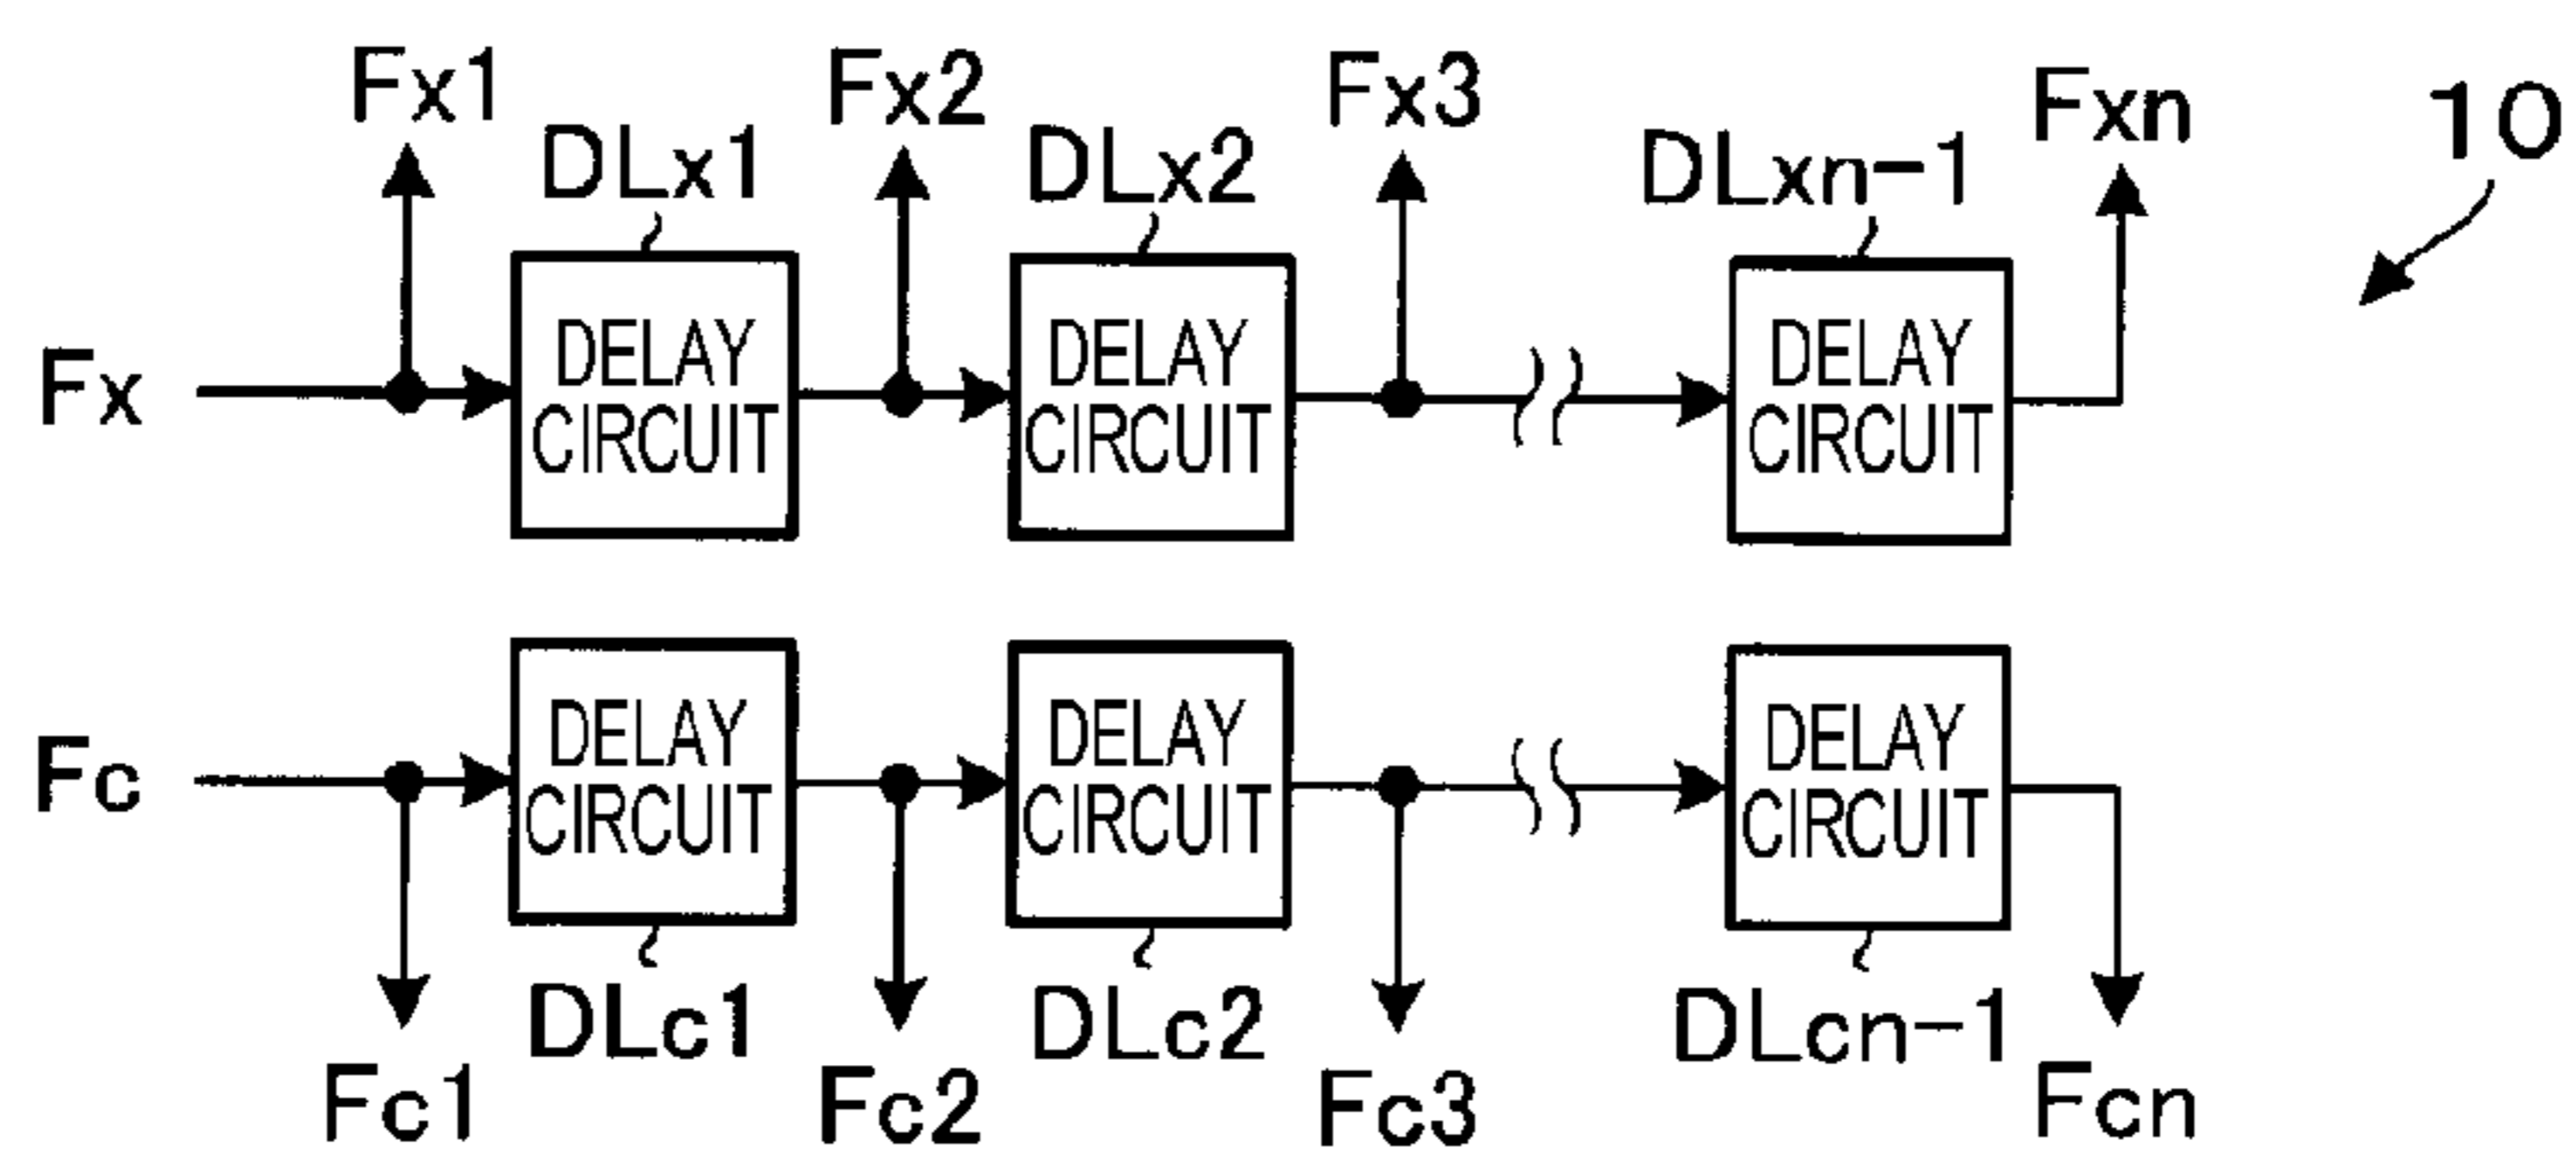 Fx1
Fx2
Fx3
Fxn
10
DLx1
DLx2
DLxn-1
Fx
DELAY
CIRCUIT
DELAY
CIRCUIT
DELAY
CIRCUIT
Fc
DELAY
CIRCUIT
DELAY
CIRCUIT
DELAY
CIRCUIT
DLc1
DLc2
DLcn-1
Fc1
Fc2
Fc3
Fcn